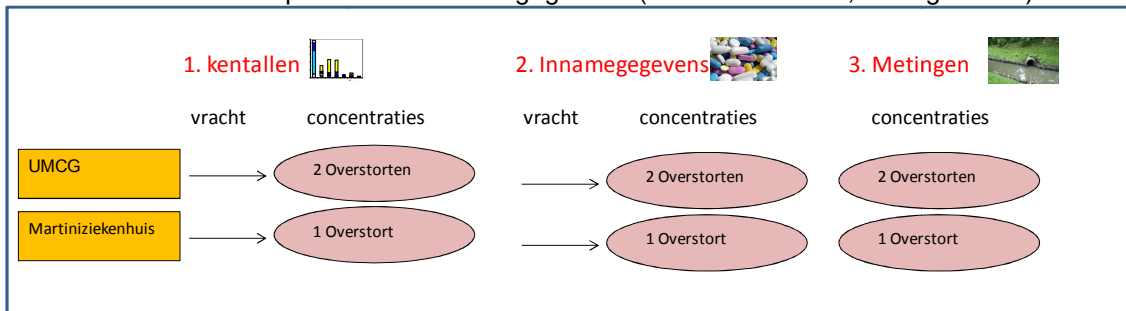 1. kentallen 2. Innamegegevens 3. Metingen
vracht concentraties vracht concentraties concentraties
UMCG 2 Overstorten 2 Overstorten 2 Overstorten
Martiniziekenhuis 1 Overstort 1 Overstort 1 Overstort